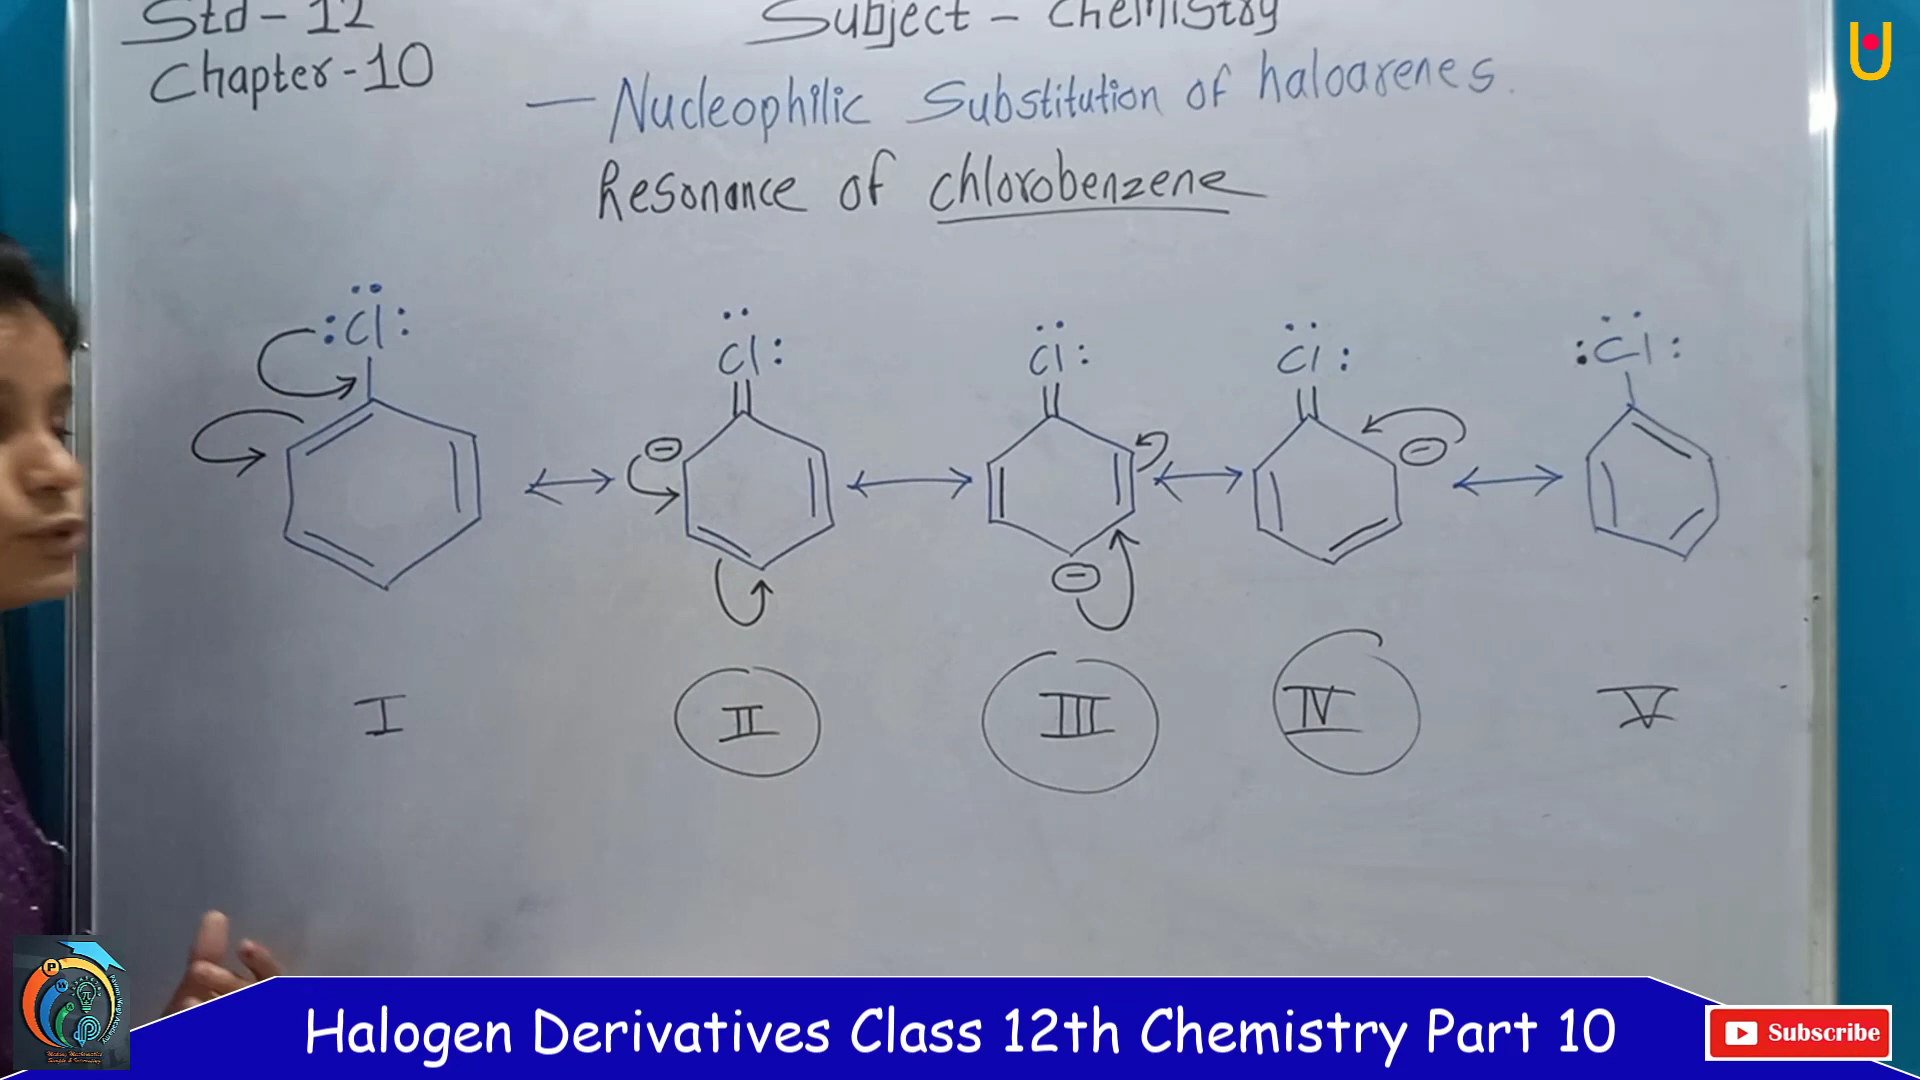 Std - 12
Subject - Chemistry
Chapter - 10
— Nucleophilic Substitution of haloarenes.
Resonance of chlorobenzene
:Cl: Cl: Cl: Cl: :Cl:
I II III IV V
Halogen Derivatives Class 12th Chemistry Part 10
Subscribe